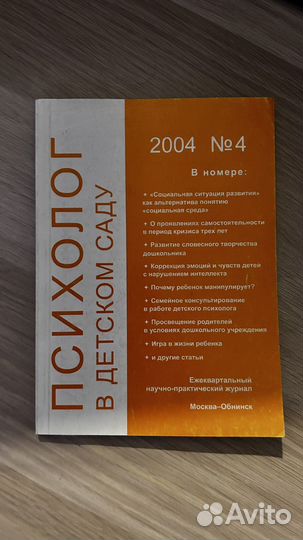 ПСИХОЛОГ
В ДЕТСКОМ САДУ
2004 №4
В номере:
• «Социальная ситуация развития»
как альтернатива понятию
«социальная среда»
• О проявлениях самостоятельности
в период кризиса трех лет
• Развитие словесного творчества
дошкольника
• Коррекция эмоций и чувств детей
с нарушением интеллекта
• Почему ребенок манипулирует?
• Семейное консультирование
в работе детского психолога
• Просвещение родителей
в условиях дошкольного учреждения
• Игра в жизни ребенка
• и другие статьи
Ежеквартальный
научно-практический журнал
Москва–Обнинск
Avito